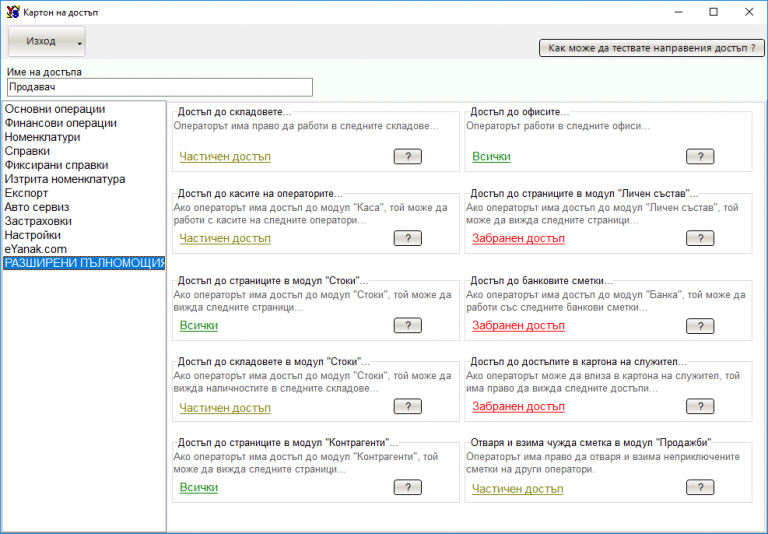 Картон на достъп
Изход
Как може да тествате направения достъп ?
Име на достъпа
Продавач
Основни операции
Финансови операции
Номенклатури
Справки
Фиксирани справки
Изтрита номенклатура
Експорт
Авто сервиз
Застраховки
Настройки
eYanak.com
РАЗШИРЕНИ ПЪЛНОМОЩИЯ
Достъп до складовете...
Операторът има право да работи в следните складове...
Частичен достъп
?
Достъп до офисите...
Операторът работи в следните офиси...
Всички
?
Достъп до касите на операторите...
Ако операторът има достъп до модул "Каса", той може да
работи с касите на следните оператори...
Частичен достъп
?
Достъп до страниците в модул "Личен състав"...
Ако операторът има достъп до модул "Личен състав", той
може да вижда следните страници...
Забранен достъп
?
Достъп до страниците в модул "Стоки"...
Ако операторът има достъп до модул "Стоки", той може да
вижда следните страници...
Всички
?
Достъп до банковите сметки...
Ако операторът има достъп до модул "Банка", той може да
работи със следните банкови сметки...
Забранен достъп
?
Достъп до складовете в модул "Стоки"...
Ако операторът има достъп до модул "Стоки", той може да
вижда наличностите в следните складове...
Частичен достъп
?
Достъп до достъпите в картона на служител...
Ако операторът може да влиза в картона на служител, той
има право да вижда следните достъпи...
Забранен достъп
?
Достъп до страниците в модул "Контрагенти"...
Ако операторът има достъп до модул "Контрагенти", той
може да вижда следните страници...
Всички
?
Отваря и взима чужда сметка в модул "Продажби"
Операторът има право да отваря и взима неприключените
сметки на други оператори.
Частичен достъп
?